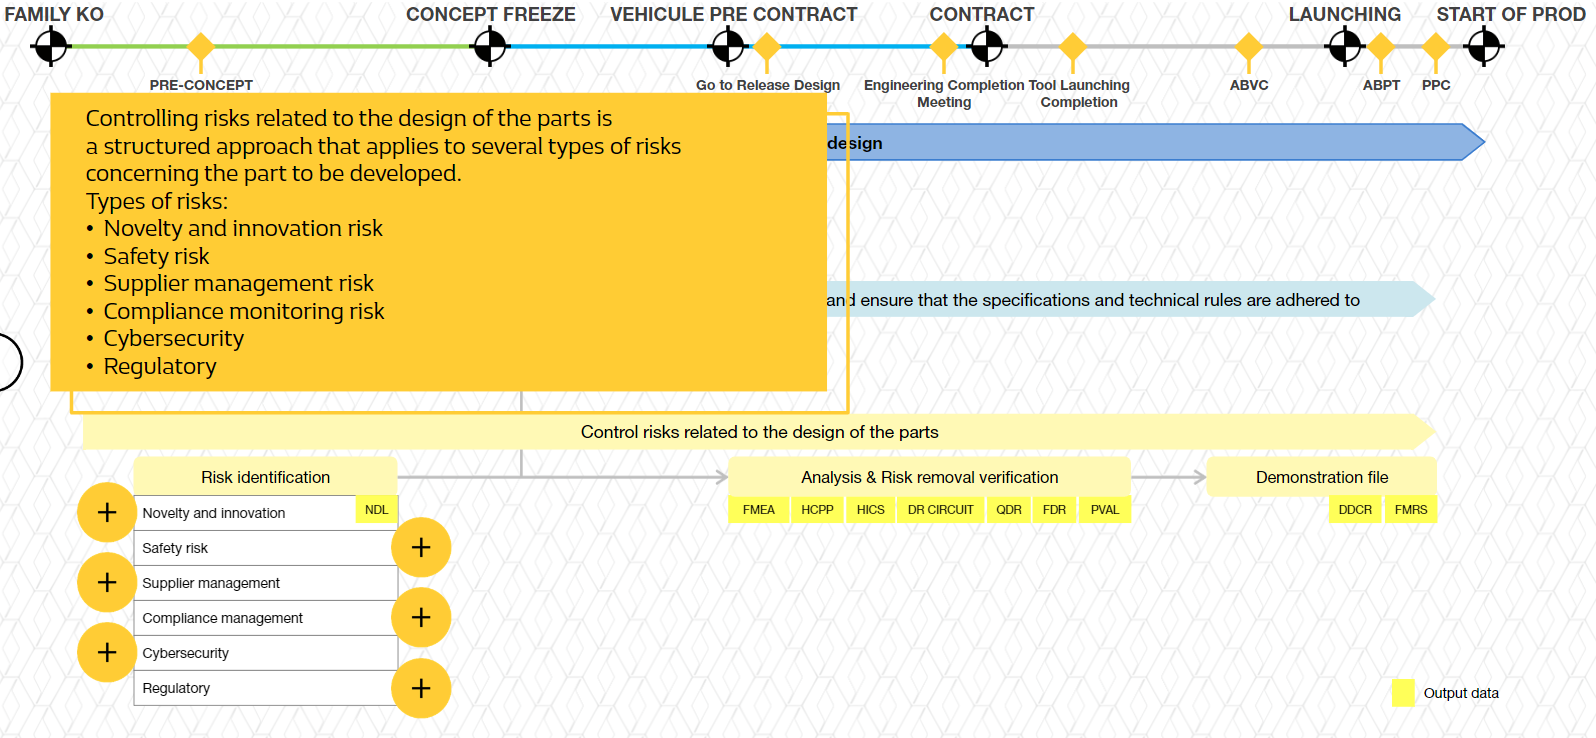 FAMILY KO
CONCEPT FREEZE
VEHICULE PRE CONTRACT
CONTRACT
LAUNCHING
START OF PROD
PRE-CONCEPT
Go to Release Design
Engineering Completion
Meeting
Tool Launching
Completion
ABVC
ABPT
PPC
Controlling risks related to the design of the parts is
a structured approach that applies to several types of risks
concerning the part to be developed.
Types of risks:
• Novelty and innovation risk
• Safety risk
• Supplier management risk
• Compliance monitoring risk
• Cybersecurity
• Regulatory
design
and ensure that the specifications and technical rules are adhered to
Control risks related to the design of the parts
Risk identification
Analysis & Risk removal verification
Demonstration file
Novelty and innovation
NDL
FMEA
HCPP
HICS
DR CIRCUIT
QDR
FDR
PVAL
DDCR
FMRS
Safety risk
Supplier management
Compliance management
Cybersecurity
Regulatory
Output data